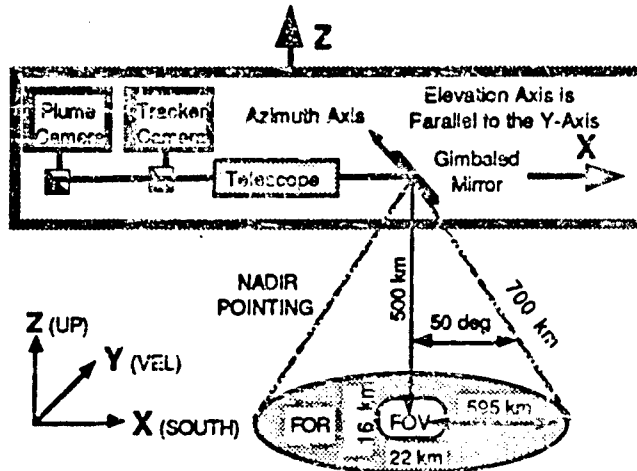 Z
Plume
Camera
Tracker
Camera
Azimuth Axis
Elevation Axis is
Parallel to the Y-Axis
Gimbaled
Mirror
X
Telescope
NADIR
POINTING
500 km
700 km
50 deg
Z (UP)
Y (VEL)
X (SOUTH)
FOR
16 km
FOV
595 km
22 km